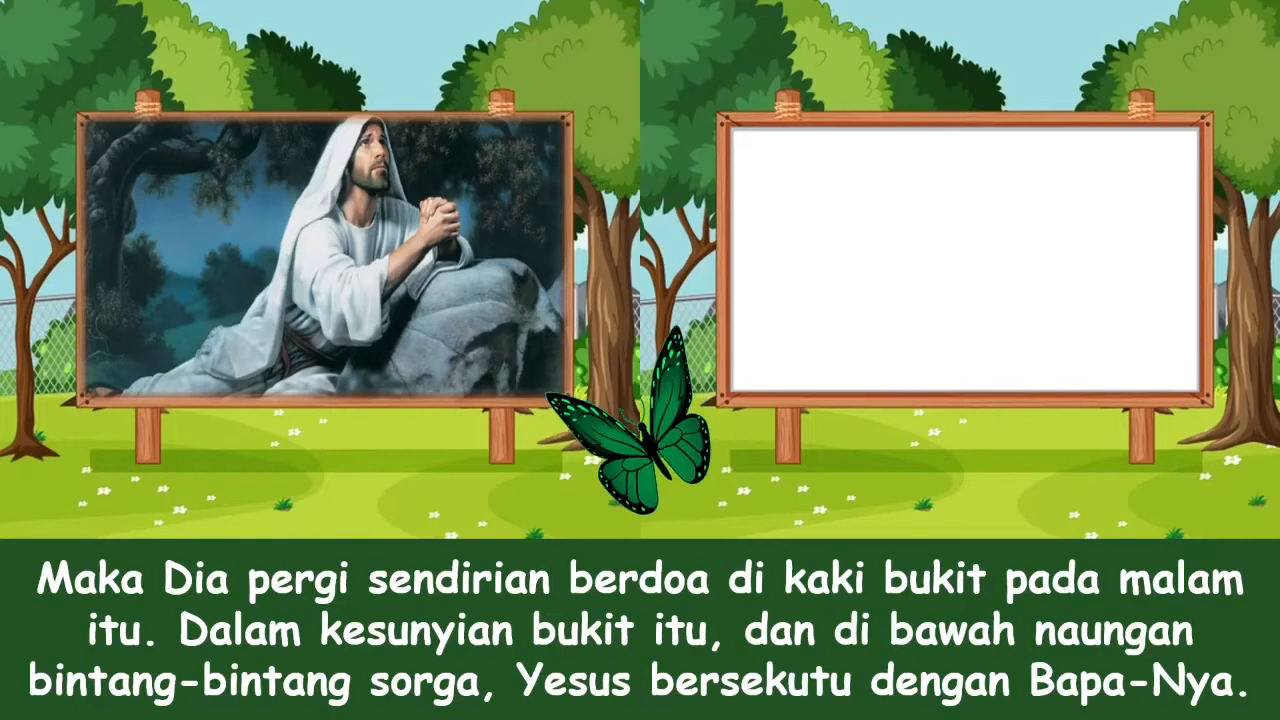 Maka Dia pergi sendirian berdoa di kaki bukit pada malam
itu. Dalam kesunyian bukit itu, dan di bawah naungan
bintang-bintang sorga, Yesus bersekutu dengan Bapa-Nya.